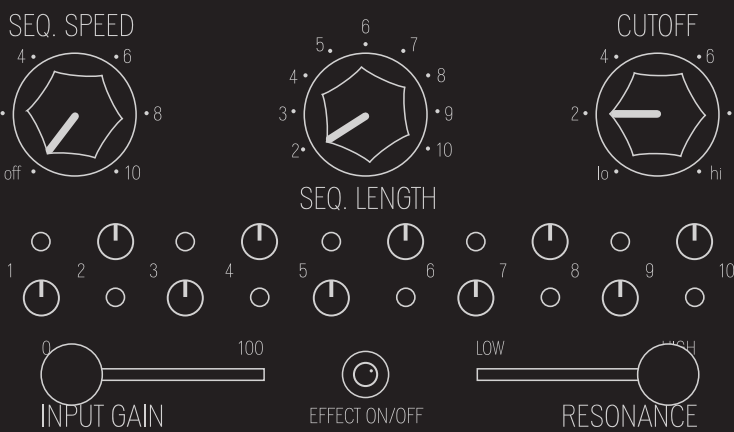 SEQ. SPEED
CUTOFF
6
5 7
4 6
4 8
4 6
8
3 9
2
off 10
2 10
lo hi
SEQ. LENGTH
1 2 3 4 5 6 7 8 9 10
0 100
LOW HIGH
INPUT GAIN
EFFECT ON/OFF
RESONANCE